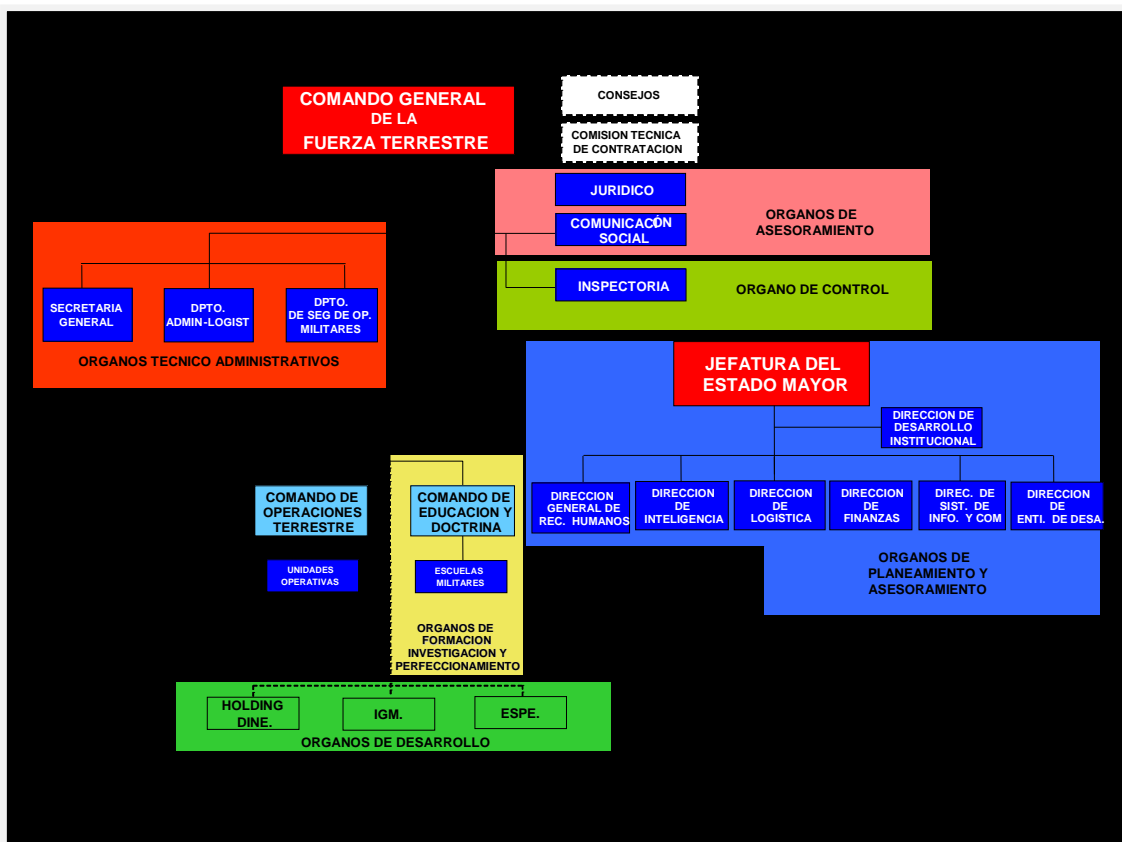 COMANDO GENERAL
DE LA
FUERZA TERRESTRE
CONSEJOS
COMISION TECNICA
DE CONTRATACION
JURIDICO
COMUNICACIÓN
SOCIAL
ORGANOS DE
ASESORAMIENTO
INSPECTORIA
ORGANO DE CONTROL
SECRETARIA
GENERAL
DPTO.
ADMIN-LOGIST
DPTO.
DE SEG DE OP.
MILITARES
ORGANOS TECNICO ADMINISTRATIVOS
JEFATURA DEL
ESTADO MAYOR
DIRECCION DE
DESARROLLO
INSTITUCIONAL
DIRECCION
GENERAL DE
REC. HUMANOS
DIRECCION
DE
INTELIGENCIA
DIRECCION
DE
LOGISTICA
DIRECCION
DE
FINANZAS
DIREC. DE
SIST. DE
INFO. Y COM
DIRECCION
DE
ENTI. DE DESA.
ORGANOS DE
PLANEAMIENTO Y
ASESORAMIENTO
COMANDO DE
OPERACIONES
TERRESTRE
COMANDO DE
EDUCACION Y
DOCTRINA
UNIDADES
OPERATIVAS
ESCUELAS
MILITARES
ORGANOS DE
FORMACION
INVESTIGACION Y
PERFECCIONAMIENTO
HOLDING
DINE.
IGM.
ESPE.
ORGANOS DE DESARROLLO